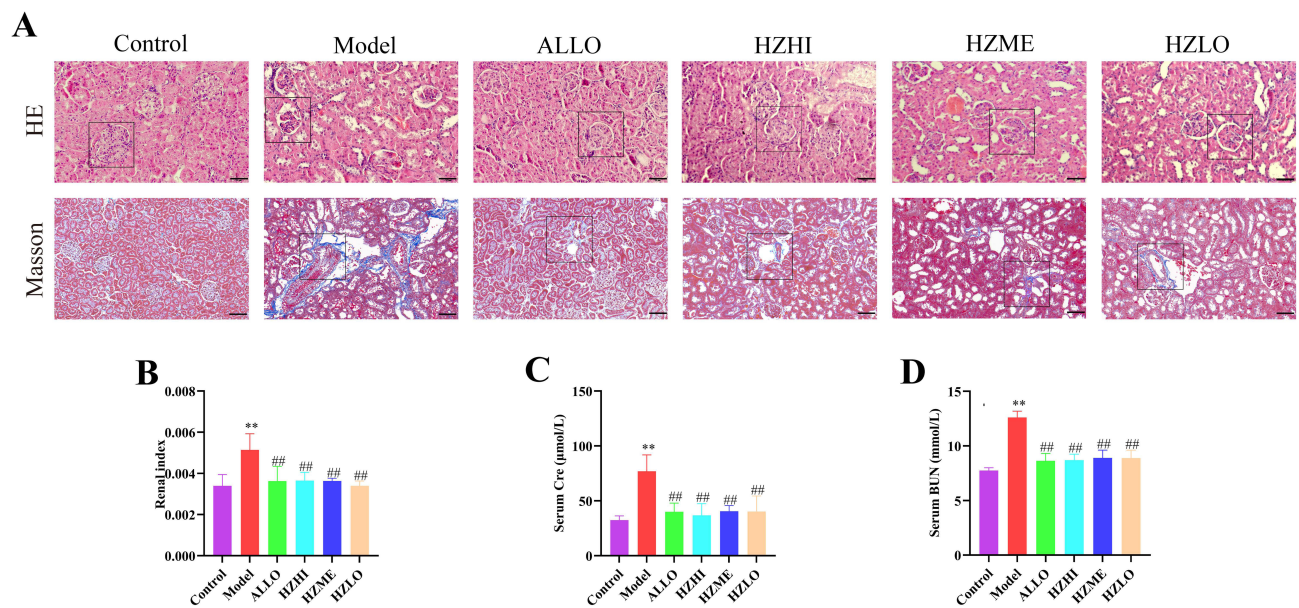 A
Control Model ALLO HZHI HZME HZLO
HE
Masson
B
Renal index
0.008
0.006
0.004
0.002
0.000
**
##
##
##
##
Control Model ALLO HZHI HZME HZLO
C
Serum Cre (μmol/L)
150
100
50
0
**
##
##
##
##
Control Model ALLO HZHI HZME HZLO
D
Serum BUN (mmol/L)
15
10
5
0
**
##
##
##
##
Control Model ALLO HZHI HZME HZLO